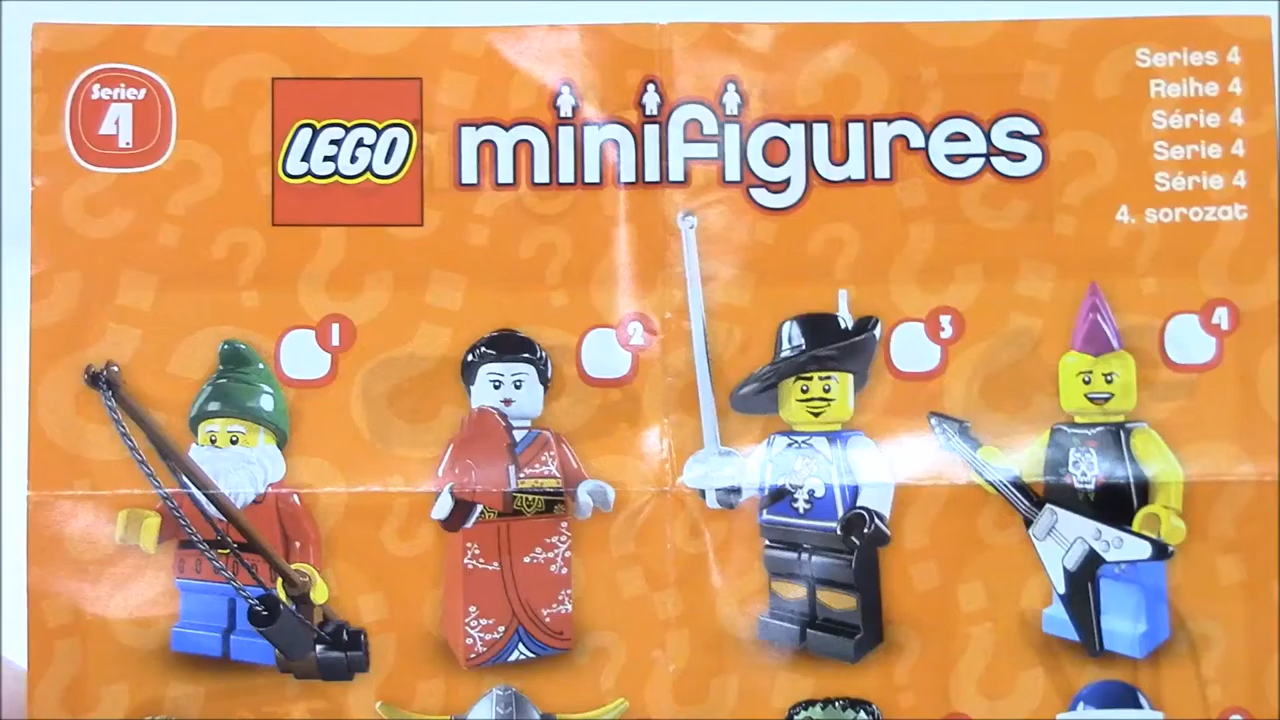 Series
4
LEGO
minifigures
Series 4
Reihe 4
Série 4
Serie 4
Série 4
4. sorozat
1
2
3
4